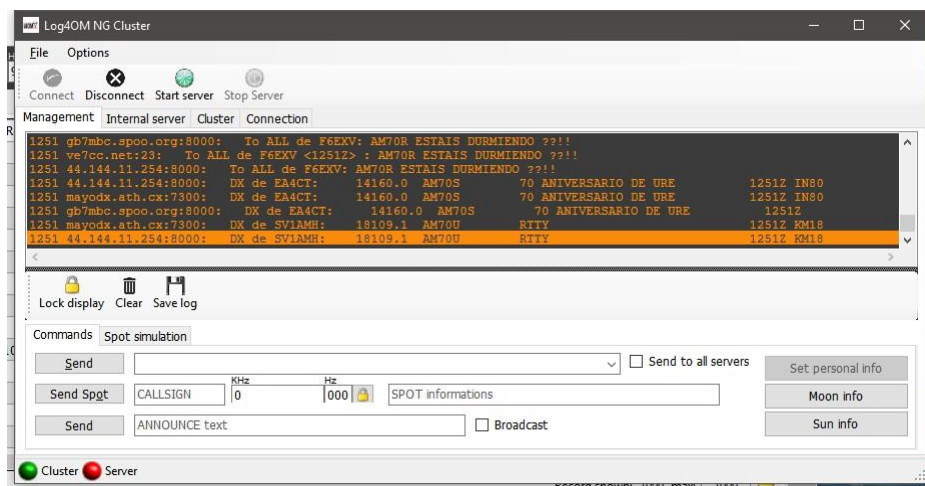 Log4OM NG Cluster
File Options
Connect Disconnect Start server Stop Server
Management Internal server Cluster Connection
1251 gb7mbc.spoo.org:8000: To ALL de F6EXV: AM70R ESTAIS DURMIENDO ??!!
1251 ve7cc.net:23: To ALL de F6EXV <1251Z> : AM70R ESTAIS DURMIENDO ??!!
1251 44.144.11.254:8000: To ALL de F6EXV: AM70R ESTAIS DURMIENDO ??!!
1251 44.144.11.254:8000: DX de EA4CT: 14160.0 AM70S 70 ANIVERSARIO DE URE 1251Z IN80
1251 mayodx.ath.cx:7300: DX de EA4CT: 14160.0 AM70S 70 ANIVERSARIO DE URE 1251Z IN80
1251 gb7mbc.spoo.org:8000: DX de EA4CT: 14160.0 AM70S 70 ANIVERSARIO DE URE 1251Z
1251 mayodx.ath.cx:7300: DX de SV1AMH: 18109.1 AM70U RTTY 1251Z KM18
1251 44.144.11.254:8000: DX de SV1AMH: 18109.1 AM70U RTTY 1251Z KM18
Lock display Clear Save log
Commands Spot simulation
Send Send to all servers Set personal info
KHz Hz
Send Spot CALLSIGN 0 000 SPOT informations Moon info
Send ANNOUNCE text Broadcast Sun info
Cluster Server